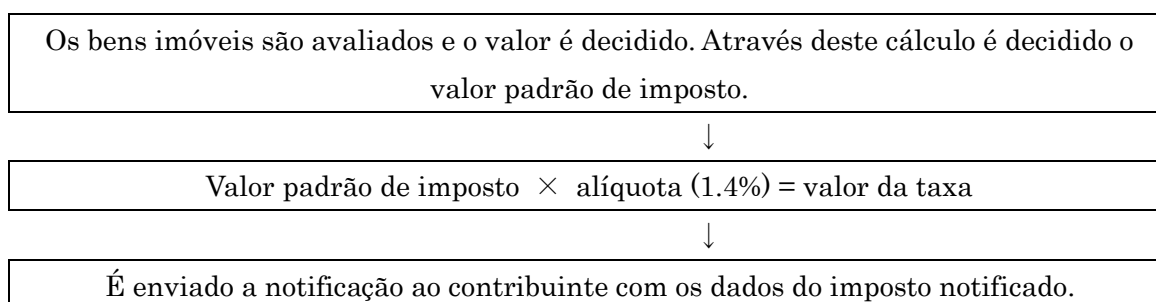 Os bens imóveis são avaliados e o valor é decidido. Através deste cálculo é decidido o
valor padrão de imposto.
↓
Valor padrão de imposto × alíquota (1.4%) = valor da taxa
↓
É enviado a notificação ao contribuinte com os dados do imposto notificado.